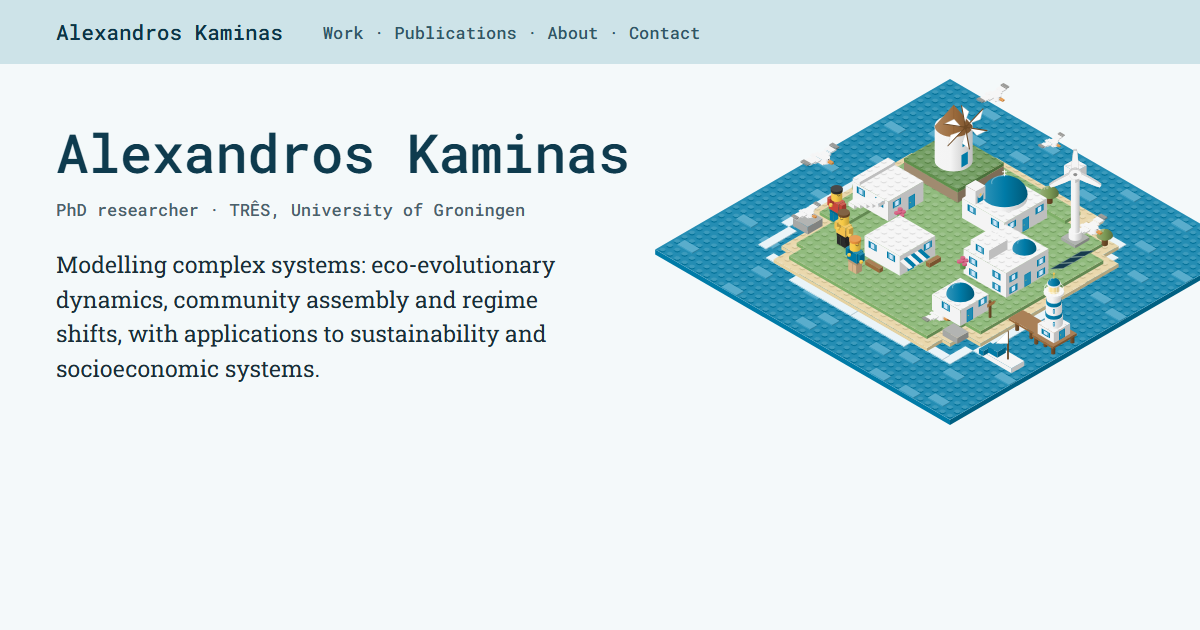 Alexandros Kaminas
Work · Publications · About · Contact
Alexandros Kaminas
PhD researcher · TRÊS, University of Groningen
Modelling complex systems: eco-evolutionary
dynamics, community assembly and regime
shifts, with applications to sustainability and
socioeconomic systems.